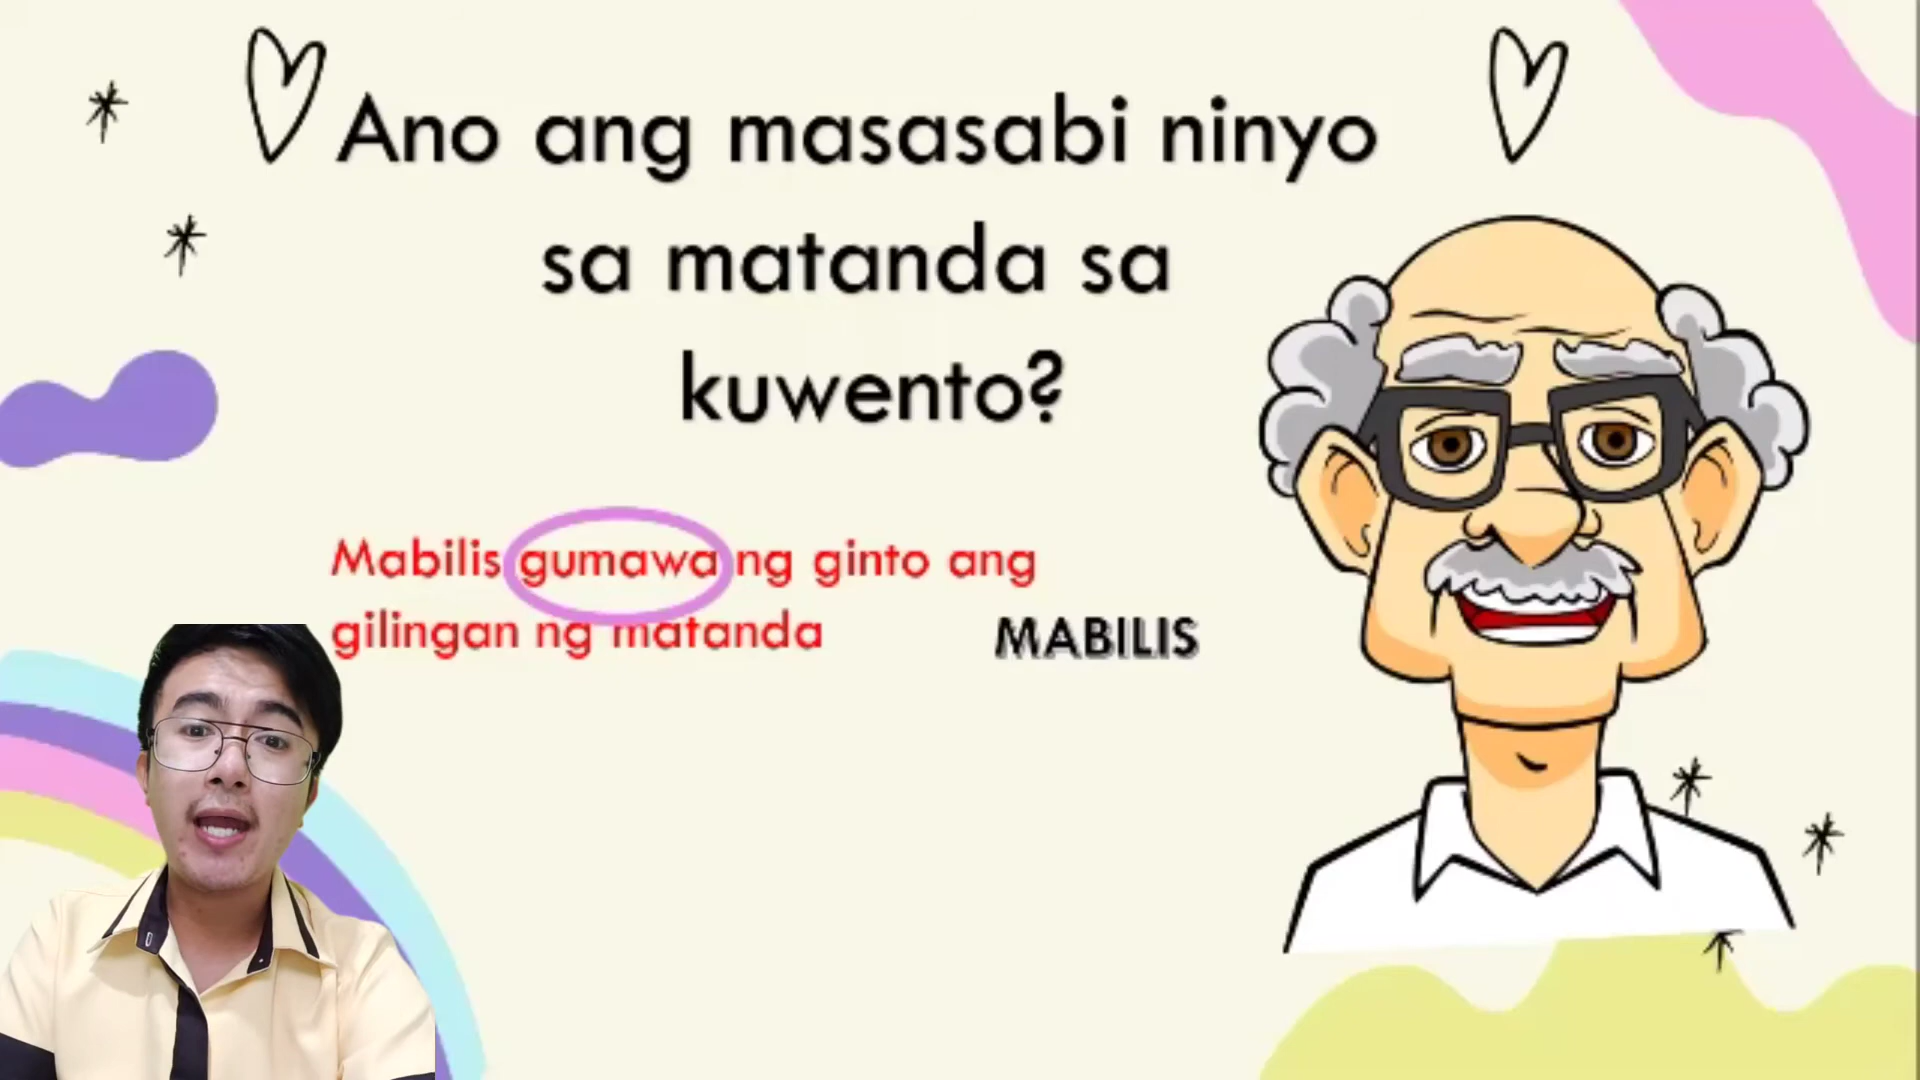 Ano ang masasabi ninyo
sa matanda sa
kuwento?
Mabilis gumawa ng ginto ang
gilingan ng matanda
MABILIS